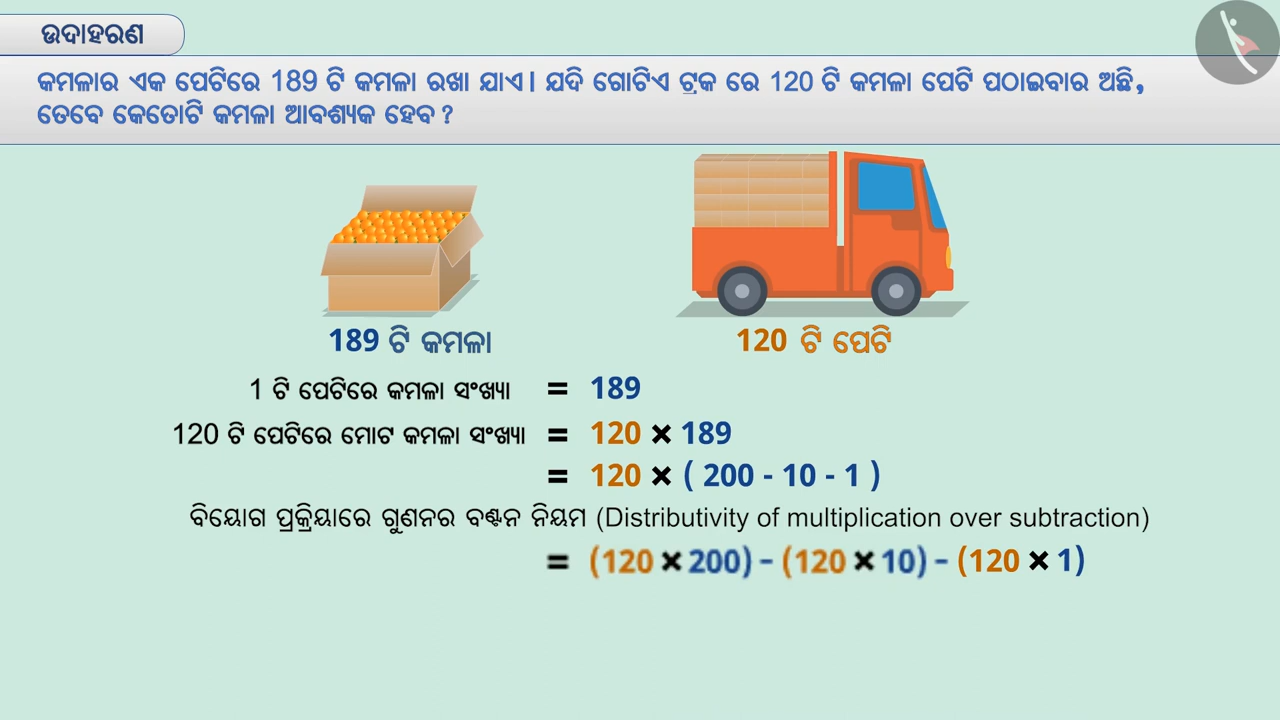 ଉଦାହରଣ
କମଳାର ଏକ ପେଟିରେ 189 ଟି କମଳା ରଖା ଯାଏ। ଯଦି ଗୋଟିଏ ଟ୍ରକ ରେ 120 ଟି କମଳା ପେଟି ପଠାଇବାର ଅଛି,
ତେବେ କେତୋଟି କମଳା ଆବଶ୍ୟକ ହେବ ?
189 ଟି କମଳା
120 ଟି ପେଟି
1 ଟି ପେଟିରେ କମଳା ସଂଖ୍ୟା = 189
120 ଟି ପେଟିରେ ମୋଟ କମଳା ସଂଖ୍ୟା = 120 × 189
= 120 × ( 200 - 10 - 1 )
ବିୟୋଗ ପ୍ରକ୍ରିୟାରେ ଗୁଣନର ବଣ୍ଟନ ନିୟମ (Distributivity of multiplication over subtraction)
= (120 × 200) - (120 × 10) - (120 × 1)